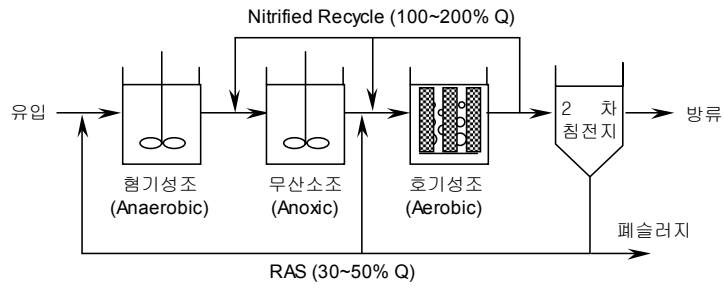 Nitrified Recycle (100~200% Q)
유입
2 차
침전지
방류
혐기성조
(Anaerobic)
무산소조
(Anoxic)
호기성조
(Aerobic)
폐슬러지
RAS (30~50% Q)